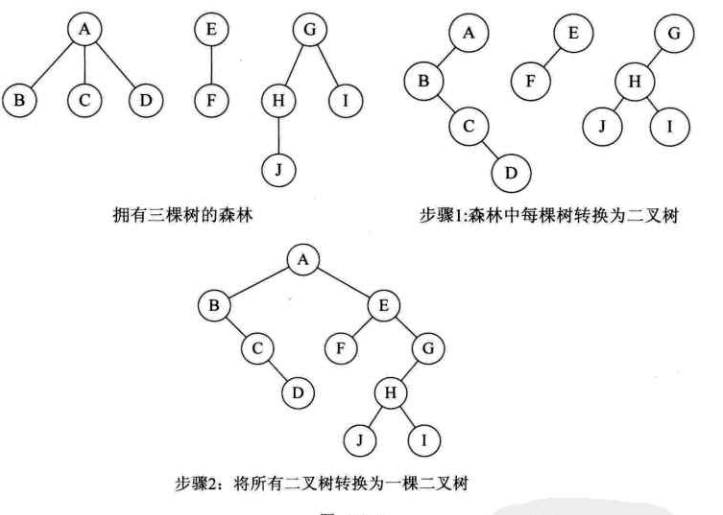 A E G A E G
B C D F H I B F H
J C J I
D
拥有三棵树的森林 步骤1:森林中每棵树转换为二叉树
A
B E
C F G
D H
J I
步骤2：将所有二叉树转换为一棵二叉树